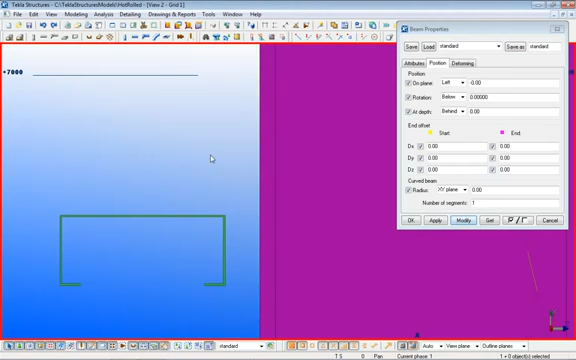 Tekla Structures - C:\TeklaStructuresModels\HotRolled - [View 2 - Grid 1]
File Edit View Modeling Analysis Detailing Drawings & Reports Tools Window Help
+7000
Beam Properties
Save Load standard Save as standard
Attributes Position Deforming
Position
On plane: Left -0.00
Rotation: Below 0.00000
At depth: Behind 0.00
End offset
Start: End:
Dx 0.00 0.00
Dy 0.00 0.00
Dz 0.00 0.00
Curved beam
Radius: XY plane 0.00
Number of segments: 1
OK Apply Modify Get Cancel
standard Auto View plane Outline planes
T S 0 Pan Current phase: 1 1 + 0 object(s) selected